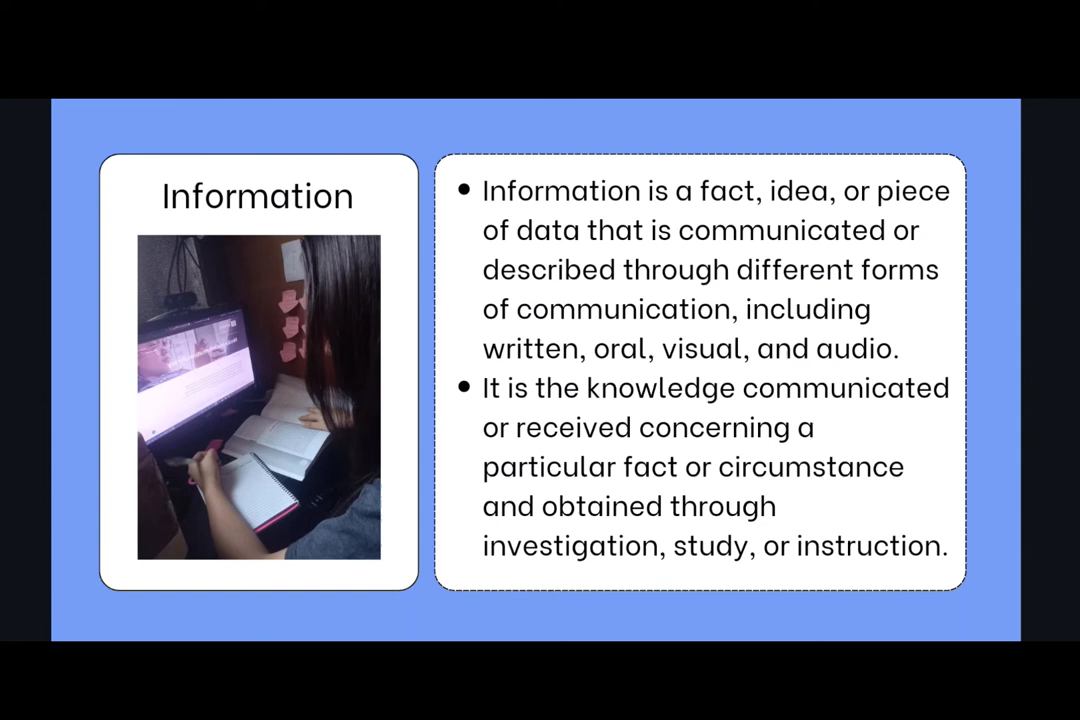 Information
• Information is a fact, idea, or piece
of data that is communicated or
described through different forms
of communication, including
written, oral, visual, and audio.
• It is the knowledge communicated
or received concerning a
particular fact or circumstance
and obtained through
investigation, study, or instruction.